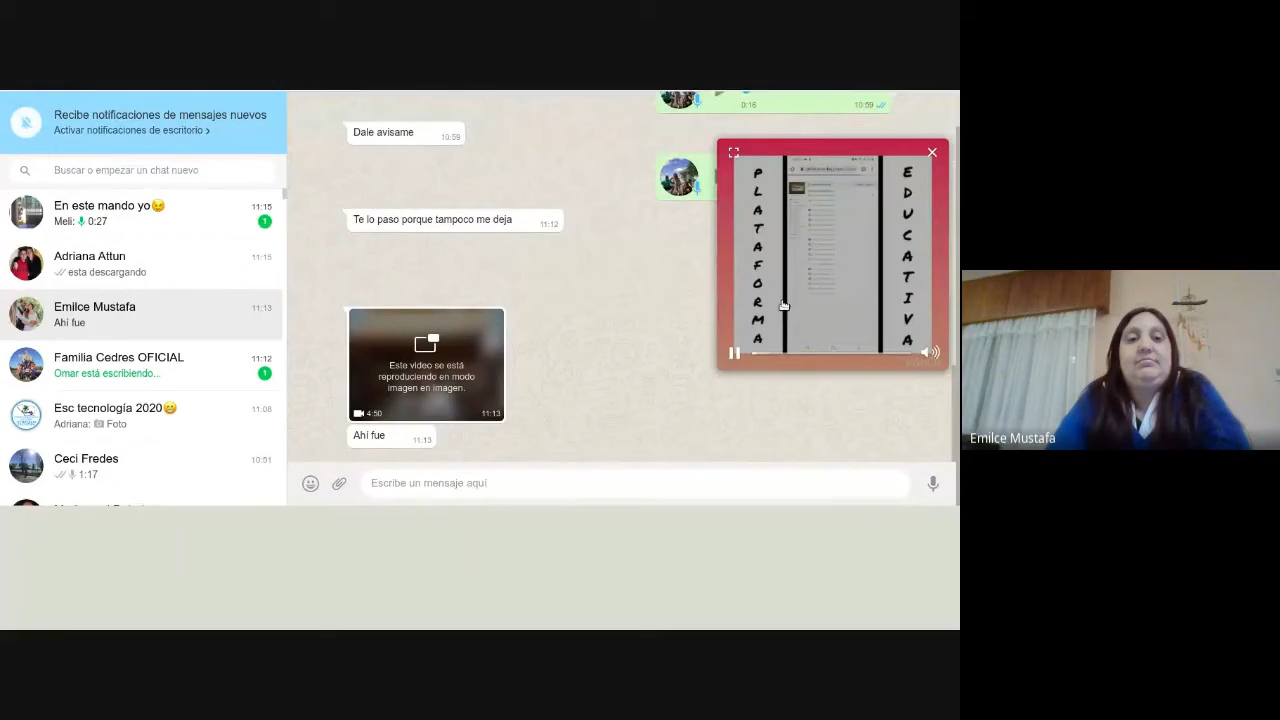 Recibe notificaciones de mensajes nuevos
Activar notificaciones de escritorio >
Buscar o empezar un chat nuevo
En este mando yo😉
11:15
Meli: 0:27
1
Adriana Attun
11:15
esta descargando
Emilce Mustafa
11:13
Ahi fue
Familia Cedres OFICIAL
11:12
Omar está escribiendo...
1
Esc tecnología 2020😁
11:08
Adriana: Foto
Ceci Fredes
10:51
1:17
0:16
10:59
Dale avisame
10:59
Te lo paso porque tampoco me deja
11:12
Este video se está
reproduciendo en modo
imagen en imagen.
4:50
11:13
Ahi fue
11:13
Escribe un mensaje aquí
PLATAFORMA
EDUCATIVA
Emilce Mustafa